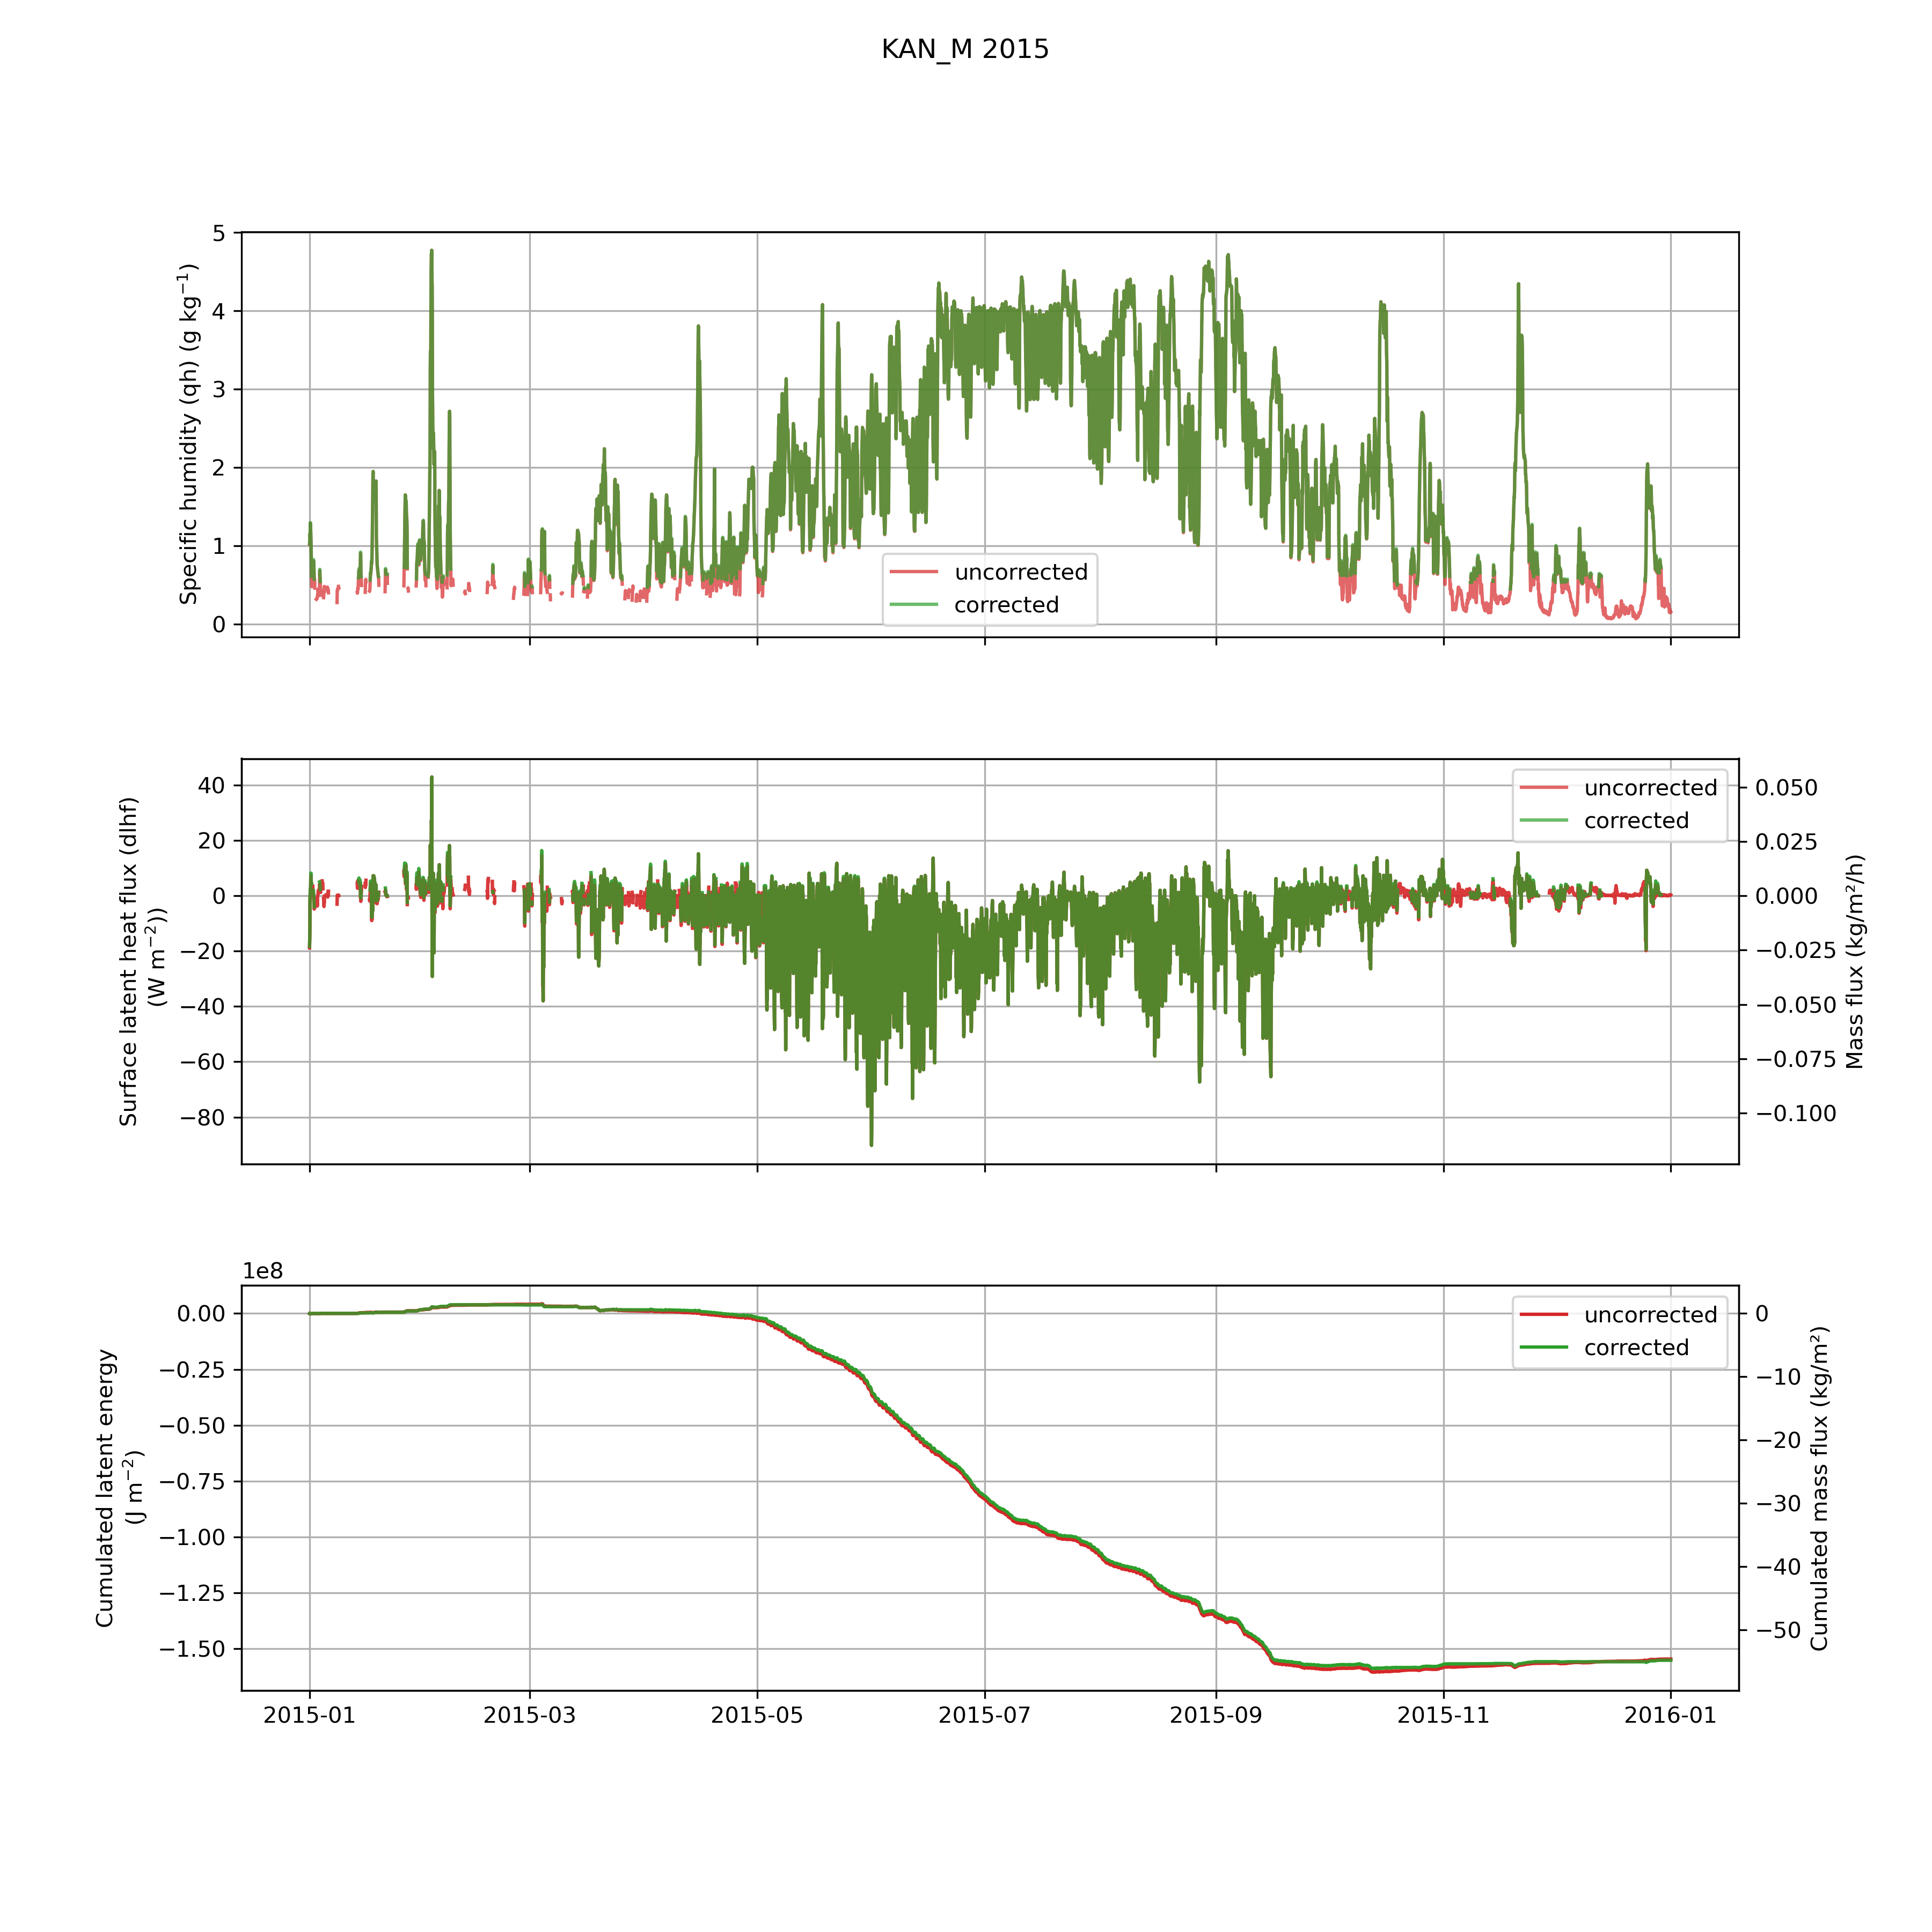 KAN_M 2015
Specific humidity (qh) (g kg⁻¹)
5
4
3
2
1
0
uncorrected
corrected
Surface latent heat flux (dlhf)
(W m⁻²))
40
20
0
−20
−40
−60
−80
uncorrected
corrected
0.050
0.025
0.000
−0.025
−0.050
−0.075
−0.100
Mass flux (kg/m²/h)
1e8
Cumulated latent energy
(J m⁻²)
0.00
−0.25
−0.50
−0.75
−1.00
−1.25
−1.50
uncorrected
corrected
0
−10
−20
−30
−40
−50
Cumulated mass flux (kg/m²)
2015-01 2015-03 2015-05 2015-07 2015-09 2015-11 2016-01